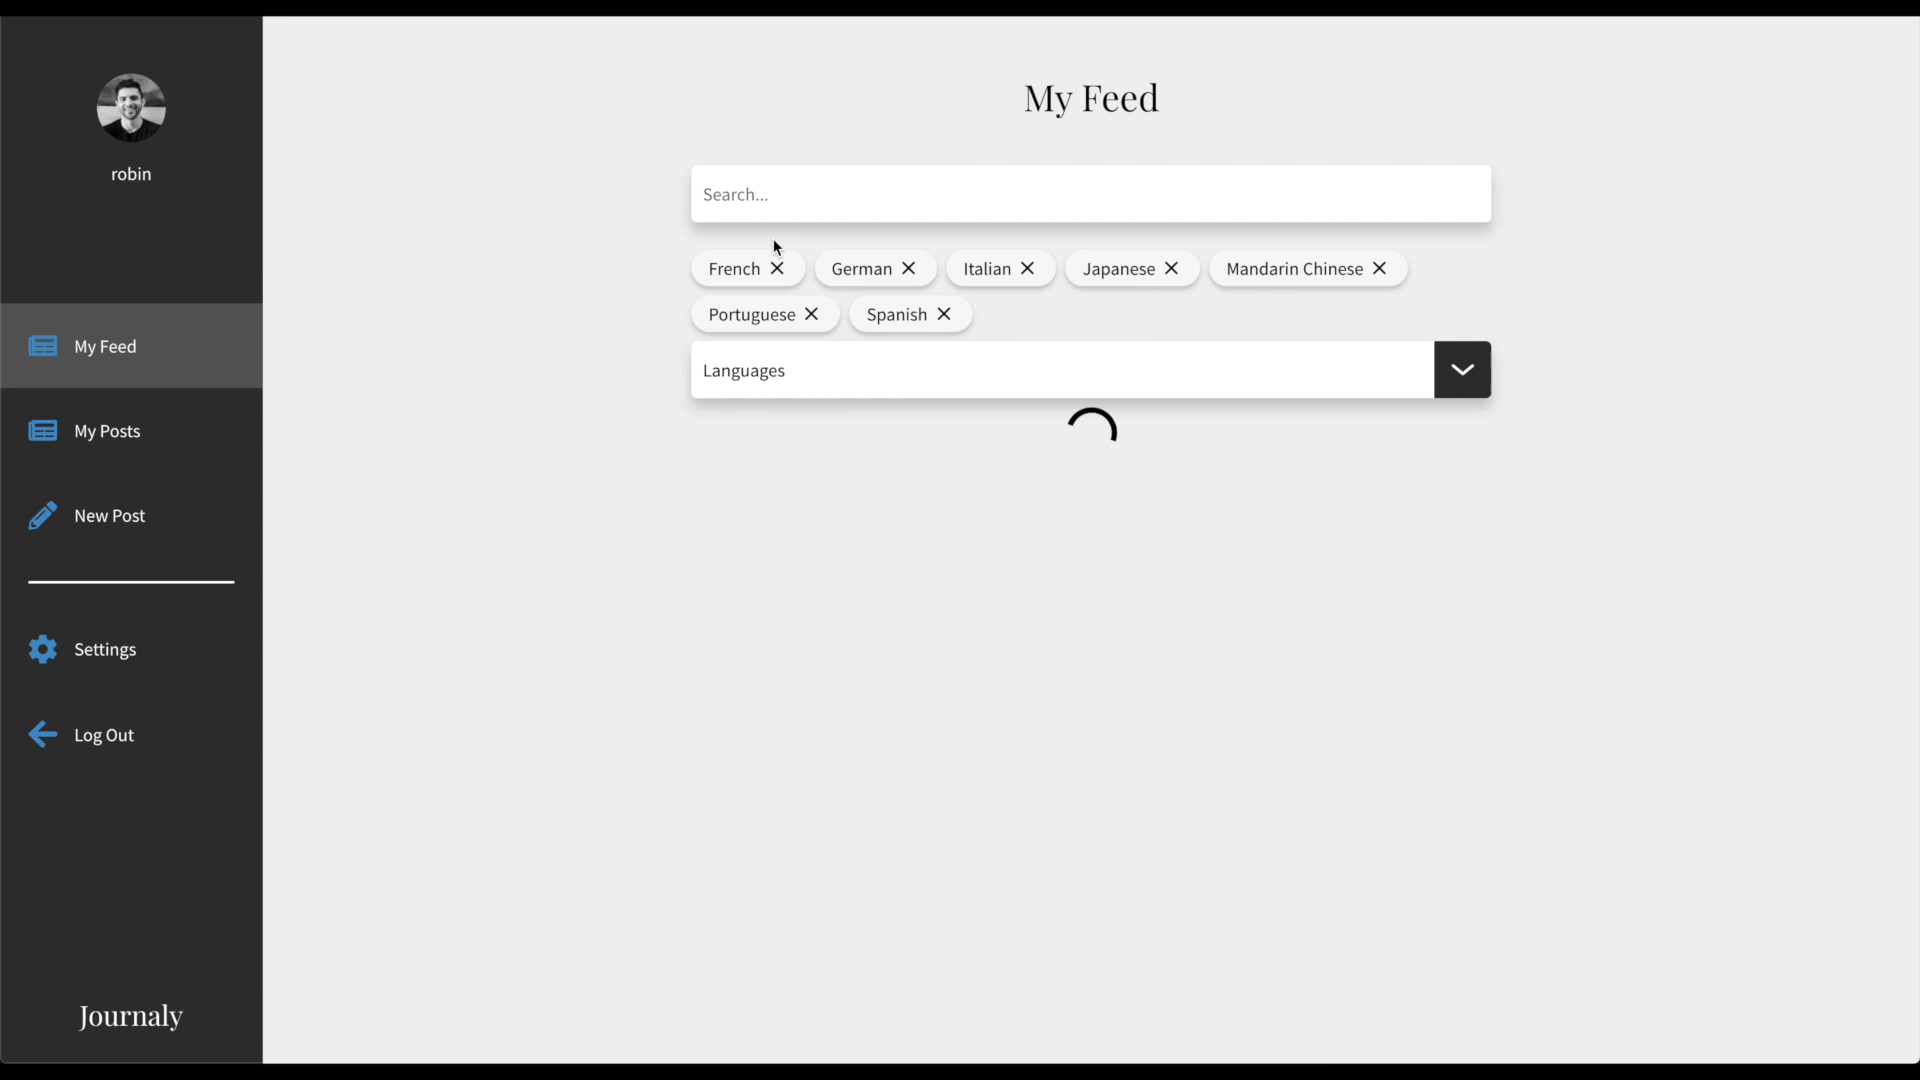 robin
My Feed
My Posts
New Post
Settings
Log Out
Journaly
My Feed
Search...
French German Italian Japanese Mandarin Chinese
Portuguese Spanish
Languages